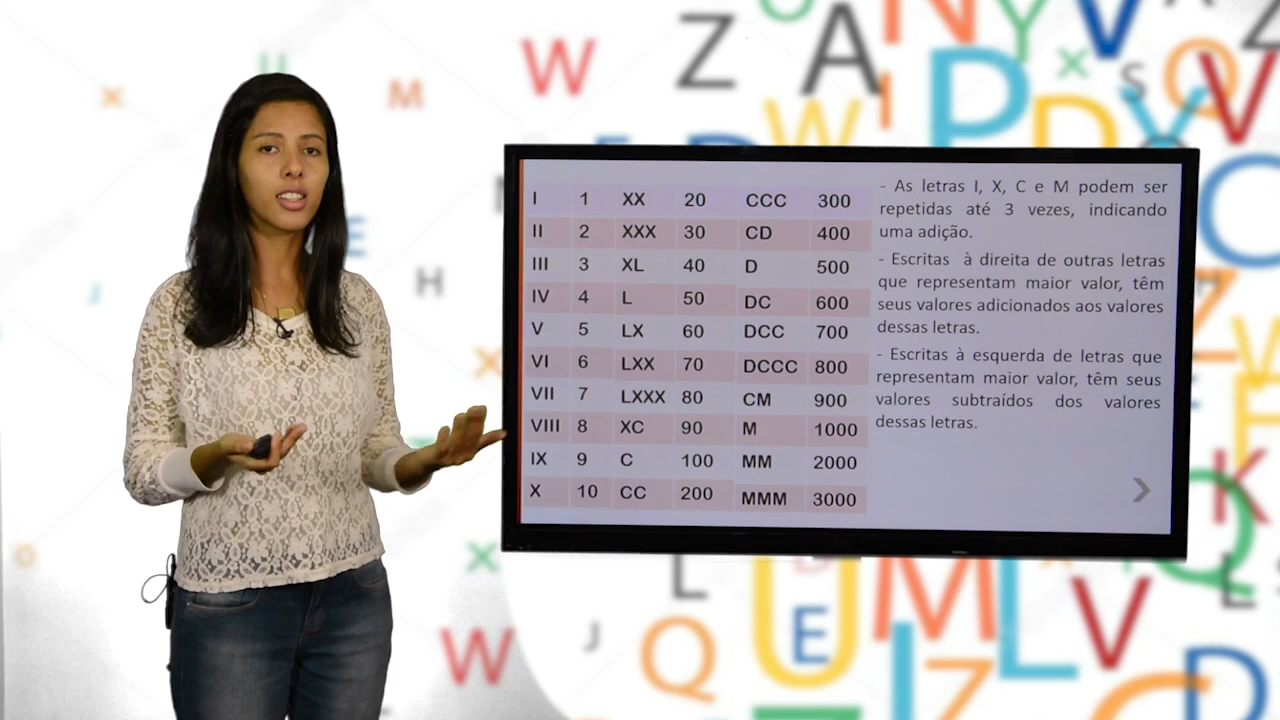 I 1 XX 20 CCC 300
II 2 XXX 30 CD 400
III 3 XL 40 D 500
IV 4 L 50 DC 600
V 5 LX 60 DCC 700
VI 6 LXX 70 DCCC 800
VII 7 LXXX 80 CM 900
VIII 8 XC 90 M 1000
IX 9 C 100 MM 2000
X 10 CC 200 MMM 3000
- As letras I, X, C e M podem ser
repetidas até 3 vezes, indicando
uma adição.
- Escritas à direita de outras letras
que representam maior valor, têm
seus valores adicionados aos valores
dessas letras.
- Escritas à esquerda de letras que
representam maior valor, têm seus
valores subtraídos dos valores
dessas letras.